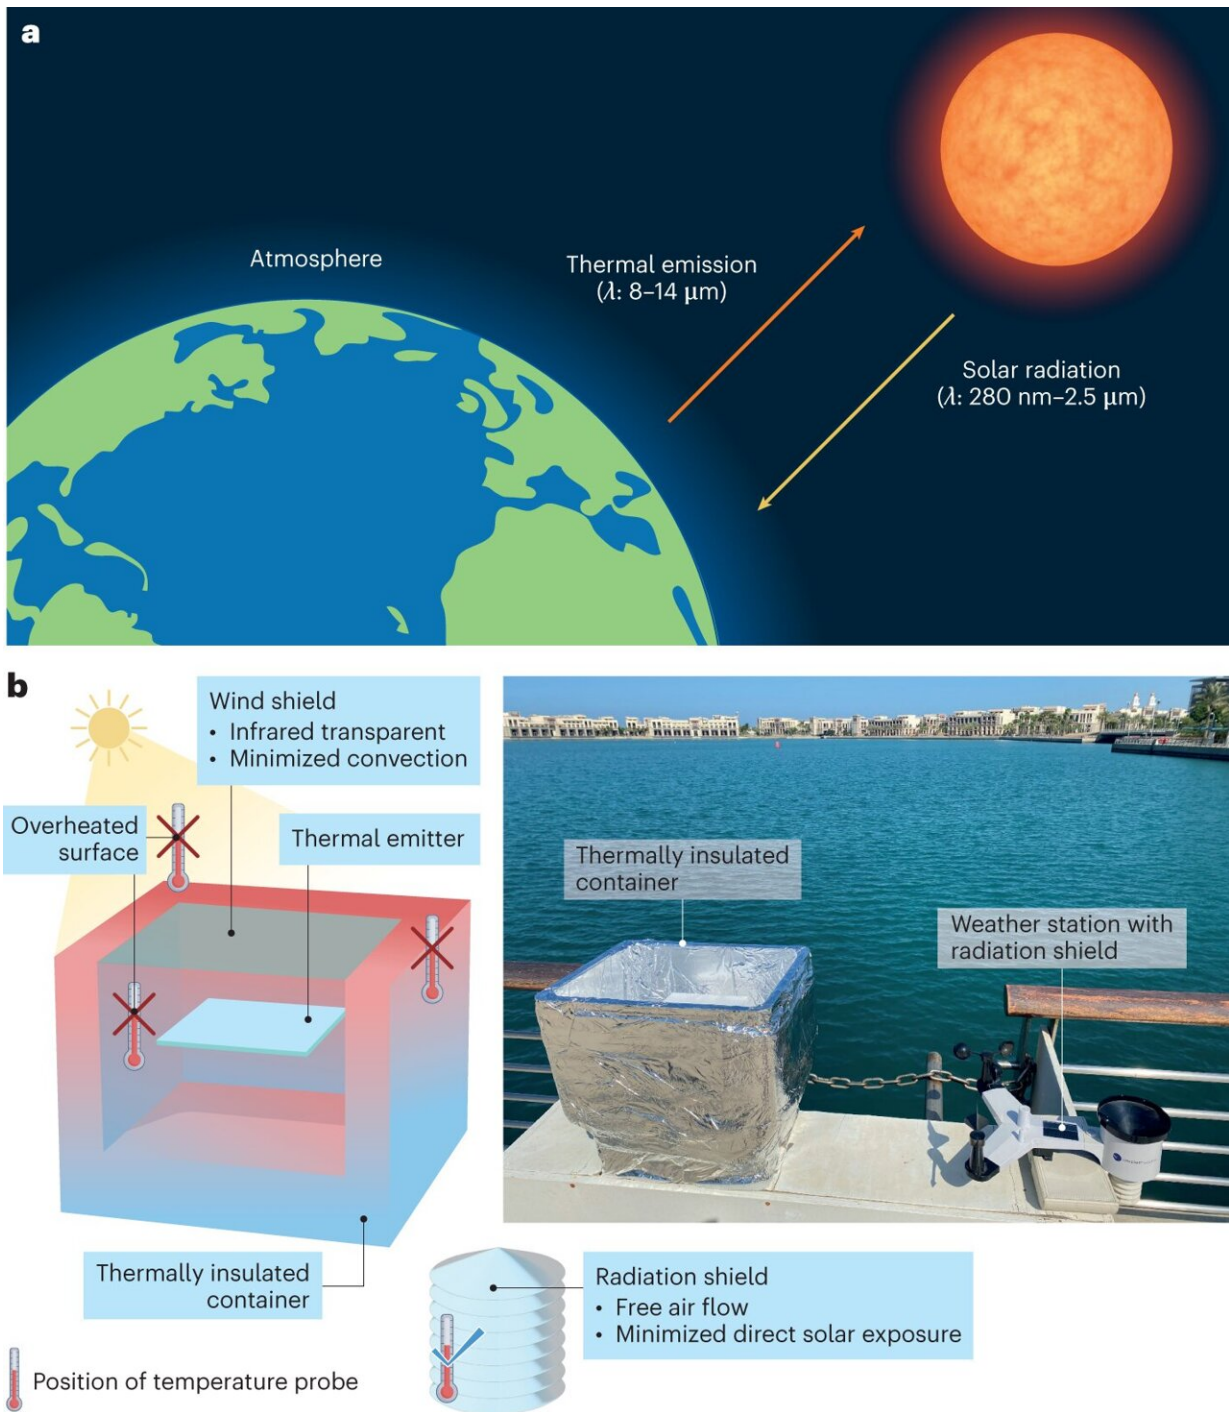 a
Atmosphere
Thermal emission
(λ: 8–14 μm)
Solar radiation
(λ: 280 nm–2.5 μm)
b
Wind shield
• Infrared transparent
• Minimized convection
Overheated
surface
Thermal emitter
Thermally insulated
container
Weather station with
radiation shield
Thermally insulated
container
Radiation shield
• Free air flow
• Minimized direct solar exposure
Position of temperature probe